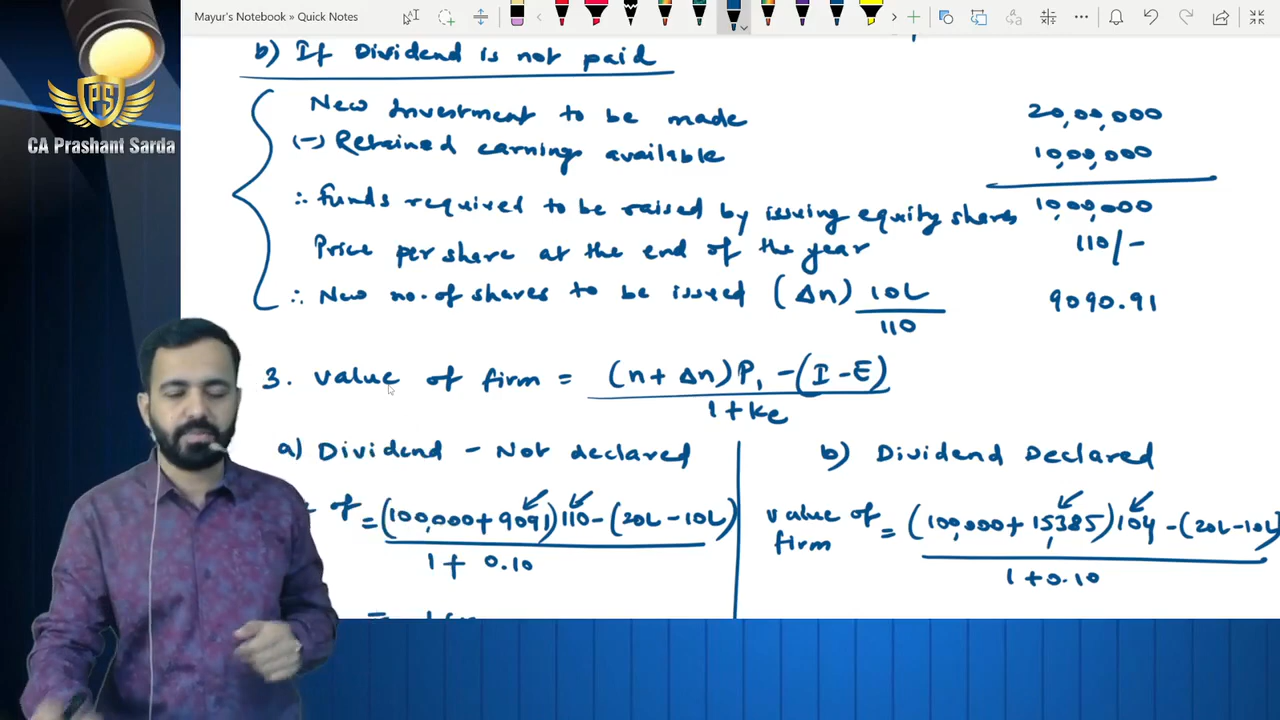 Mayur's Notebook » Quick Notes
PS
CA Prashant Sarda
b) If Dividend is not paid
New Investment to be made 20,00,000
(-) Retained earnings available 10,00,000
∴ Funds required to be raised by issuing equity shares 10,00,000
Price per share at the end of the year 110/-
∴ New no. of shares to be issued (Δn) 10L/110 9090.91
3. Value of firm = (n + Δn) P₁ - (I - E)
1 + ke
a) Dividend - Not declared
of = (100,000 + 9091) 110 - (20L - 10L)
1 + 0.10
=
b) Dividend Declared
value of firm = (100,000 + 15,385) 104 - (20L - 10L)
1 + 0.10